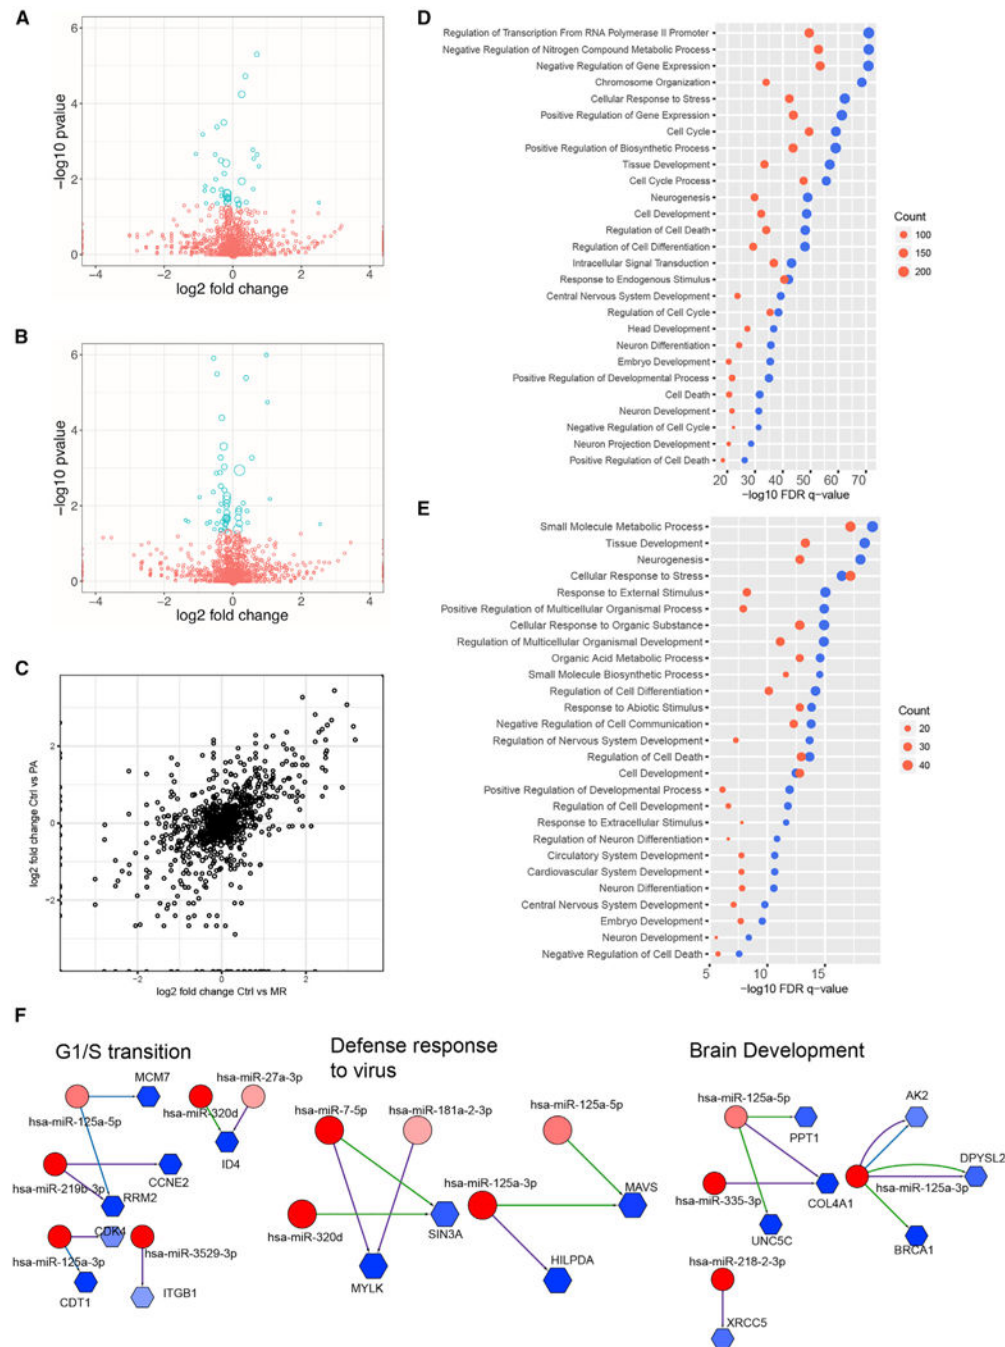 A
−log10 pvalue
6
4
2
0
−4
−2
0
2
4
log2 fold change
B
−log10 pvalue
6
4
2
0
−4
−2
0
2
4
log2 fold change
C
log2 fold change Ctrl vs PA
2
0
−2
−2
0
2
log2 fold change Ctrl vs MR
D
Regulation of Transcription From RNA Polymerase II Promoter
Negative Regulation of Nitrogen Compound Metabolic Process
Negative Regulation of Gene Expression
Chromosome Organization
Cellular Response to Stress
Positive Regulation of Gene Expression
Cell Cycle
Positive Regulation of Biosynthetic Process
Tissue Development
Cell Cycle Process
Neurogenesis
Cell Development
Regulation of Cell Death
Regulation of Cell Differentiation
Intracellular Signal Transduction
Response to Endogenous Stimulus
Central Nervous System Development
Regulation of Cell Cycle
Head Development
Neuron Differentiation
Embryo Development
Positive Regulation of Developmental Process
Cell Death
Neuron Development
Negative Regulation of Cell Cycle
Neuron Projection Development
Positive Regulation of Cell Death
20 30 40 50 60 70
−log10 FDR q−value
Count
100
150
200
E
Small Molecule Metabolic Process
Tissue Development
Neurogenesis
Cellular Response to Stress
Response to External Stimulus
Positive Regulation of Multicellular Organismal Process
Cellular Response to Organic Substance
Regulation of Multicellular Organismal Development
Organic Acid Metabolic Process
Small Molecule Biosynthetic Process
Regulation of Cell Differentiation
Response to Abiotic Stimulus
Negative Regulation of Cell Communication
Regulation of Nervous System Development
Regulation of Cell Death
Cell Development
Positive Regulation of Developmental Process
Regulation of Cell Development
Response to Extracellular Stimulus
Regulation of Neuron Differentiation
Circulatory System Development
Cardiovascular System Development
Neuron Differentiation
Central Nervous System Development
Embryo Development
Neuron Development
Negative Regulation of Cell Death
5 10 15
−log10 FDR q−value
Count
20
30
40
F
G1/S transition
MCM7
hsa-miR-125a-5p
hsa-miR-27a-3p
hsa-miR-320d
ID4
CCNE2
hsa-miR-219b-3p
RRM2
CDK4
hsa-miR-3529-3p
hsa-miR-125a-3p
CDT1
ITGB1
Defense response
to virus
hsa-miR-7-5p
hsa-miR-181a-2-3p
hsa-miR-125a-5p
hsa-miR-125a-3p
MAVS
SIN3A
hsa-miR-320d
HILPDA
MYLK
Brain Development
hsa-miR-125a-5p
AK2
PPT1
DPYSL2
hsa-miR-125a-3p
hsa-miR-335-3p
COL4A1
UNC5C
BRCA1
hsa-miR-218-2-3p
XRCC5